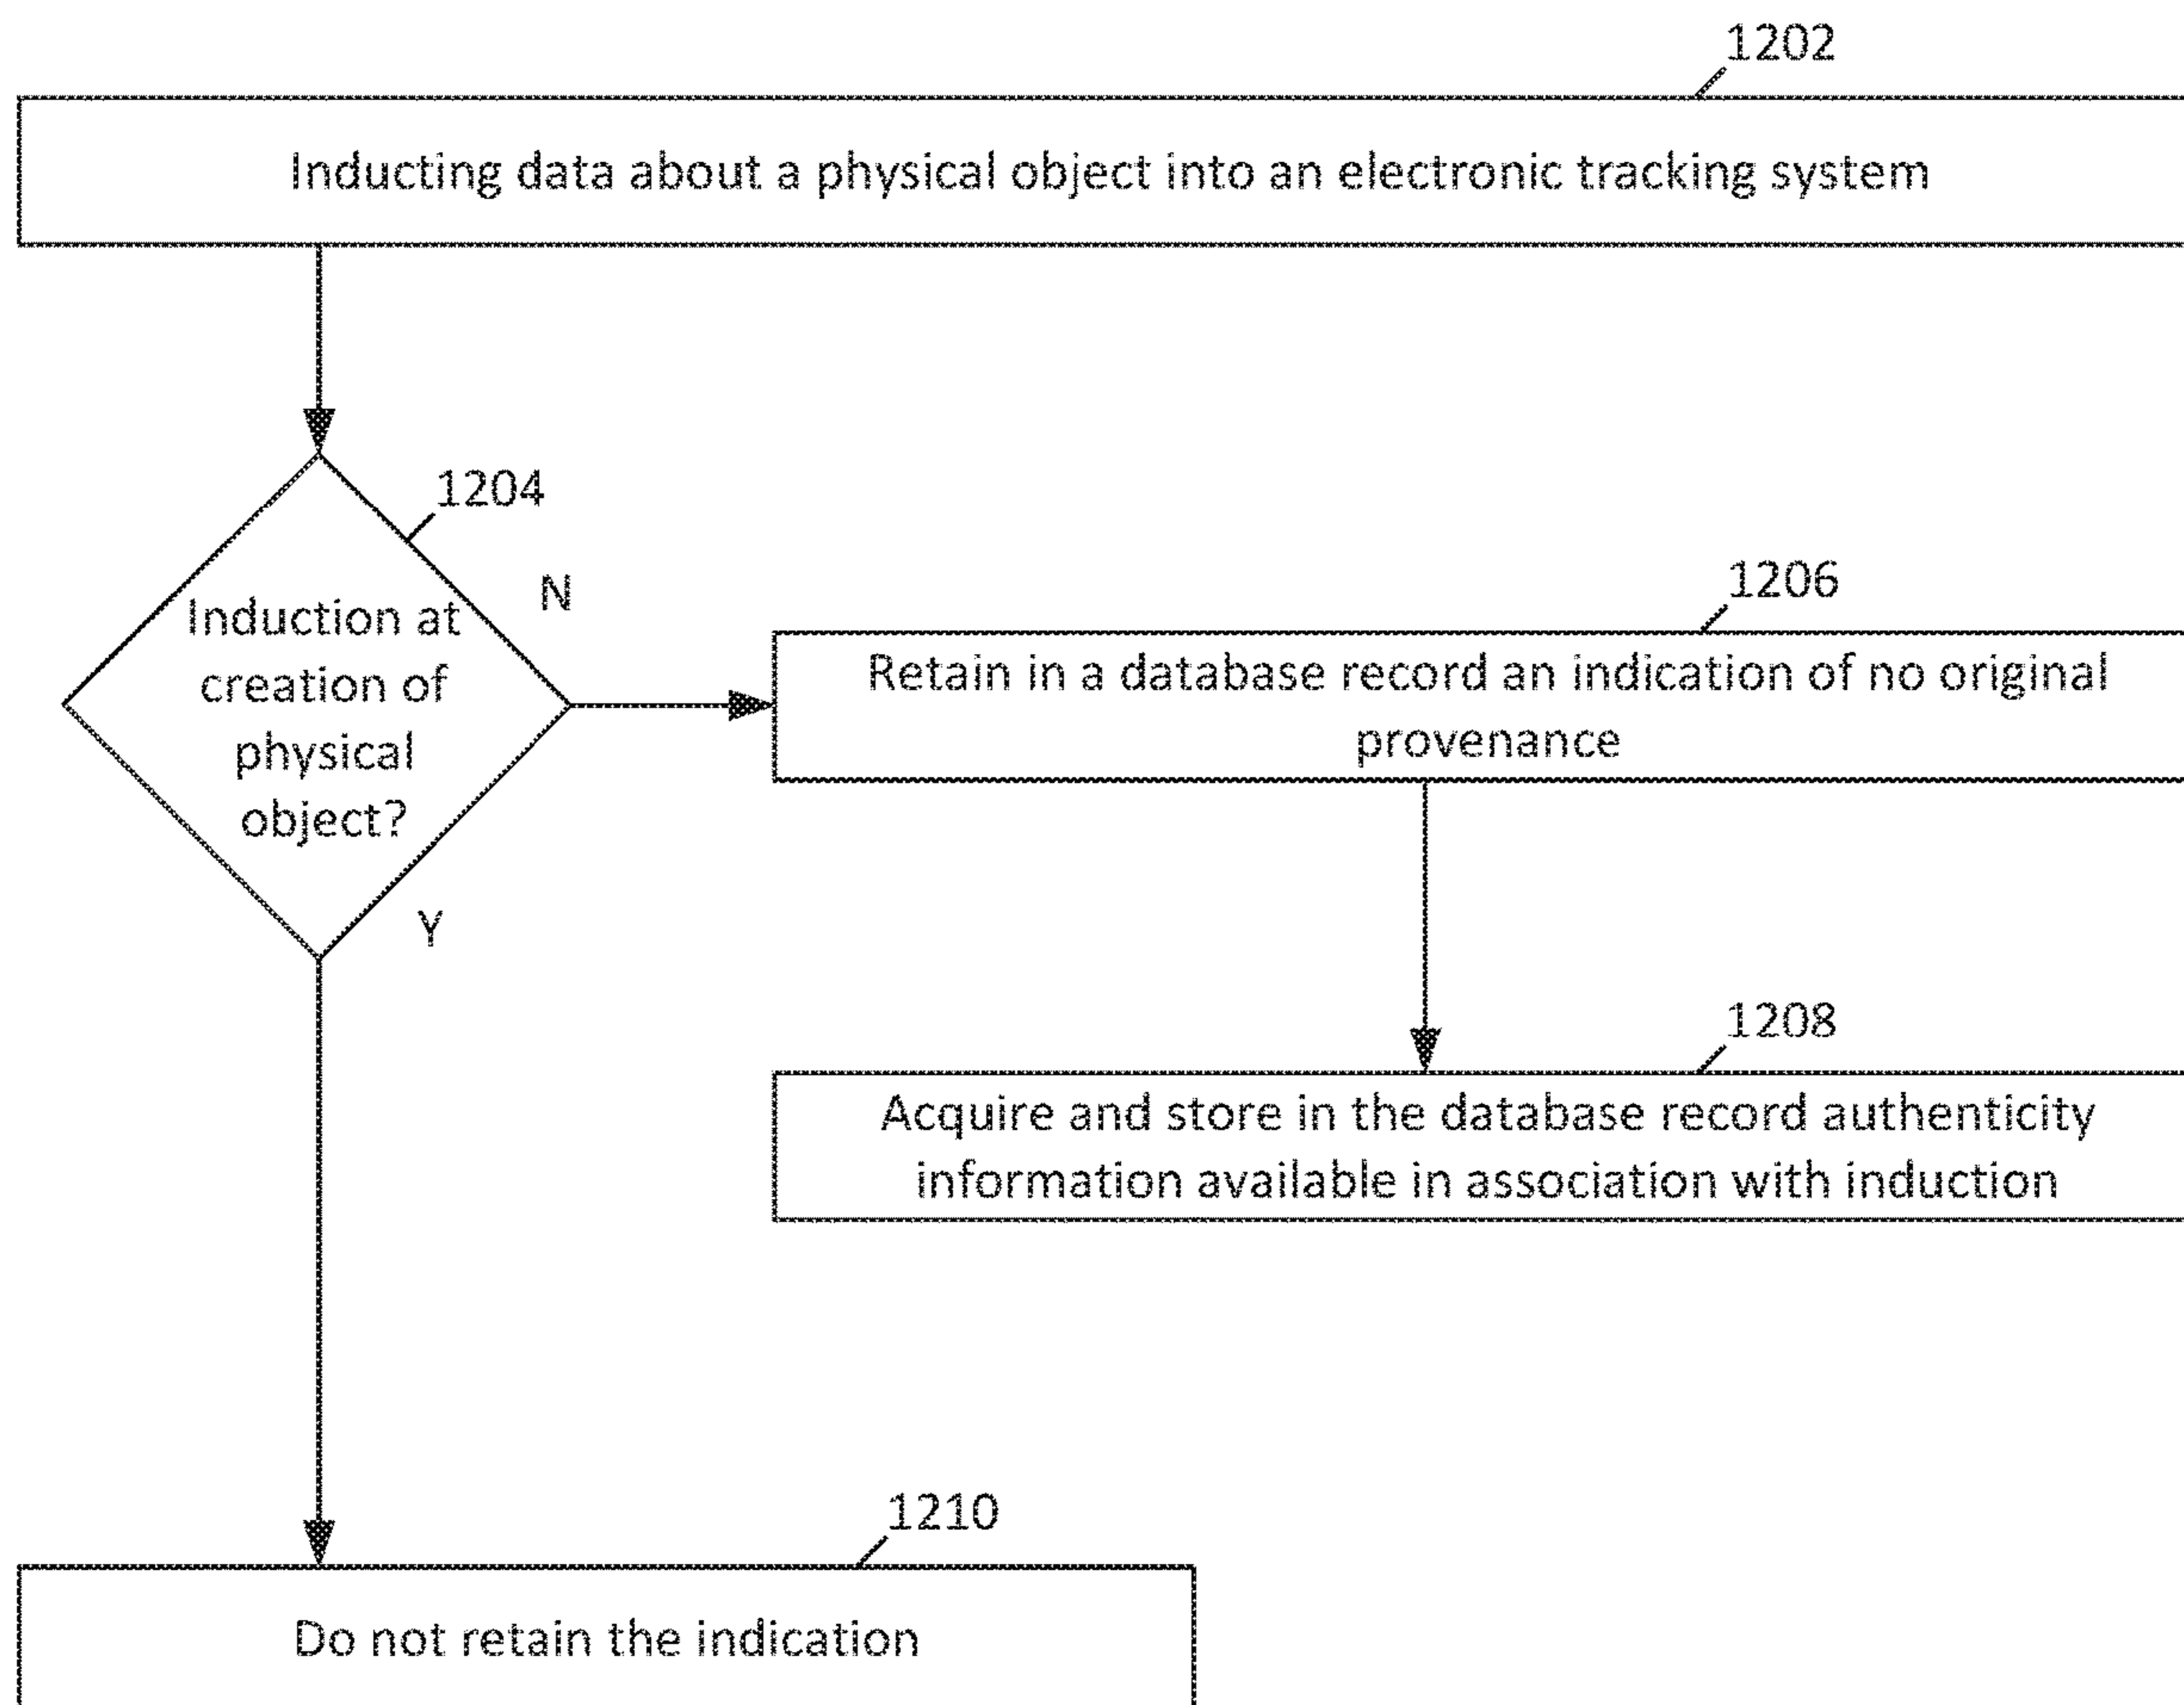 1202
Inducting data about a physical object into an electronic tracking system
1204
N
Induction at
creation of
physical
object?
Y
1206
Retain in a database record an indication of no original
provenance
1208
Acquire and store in the database record authenticity
information available in association with induction
1210
Do not retain the indication